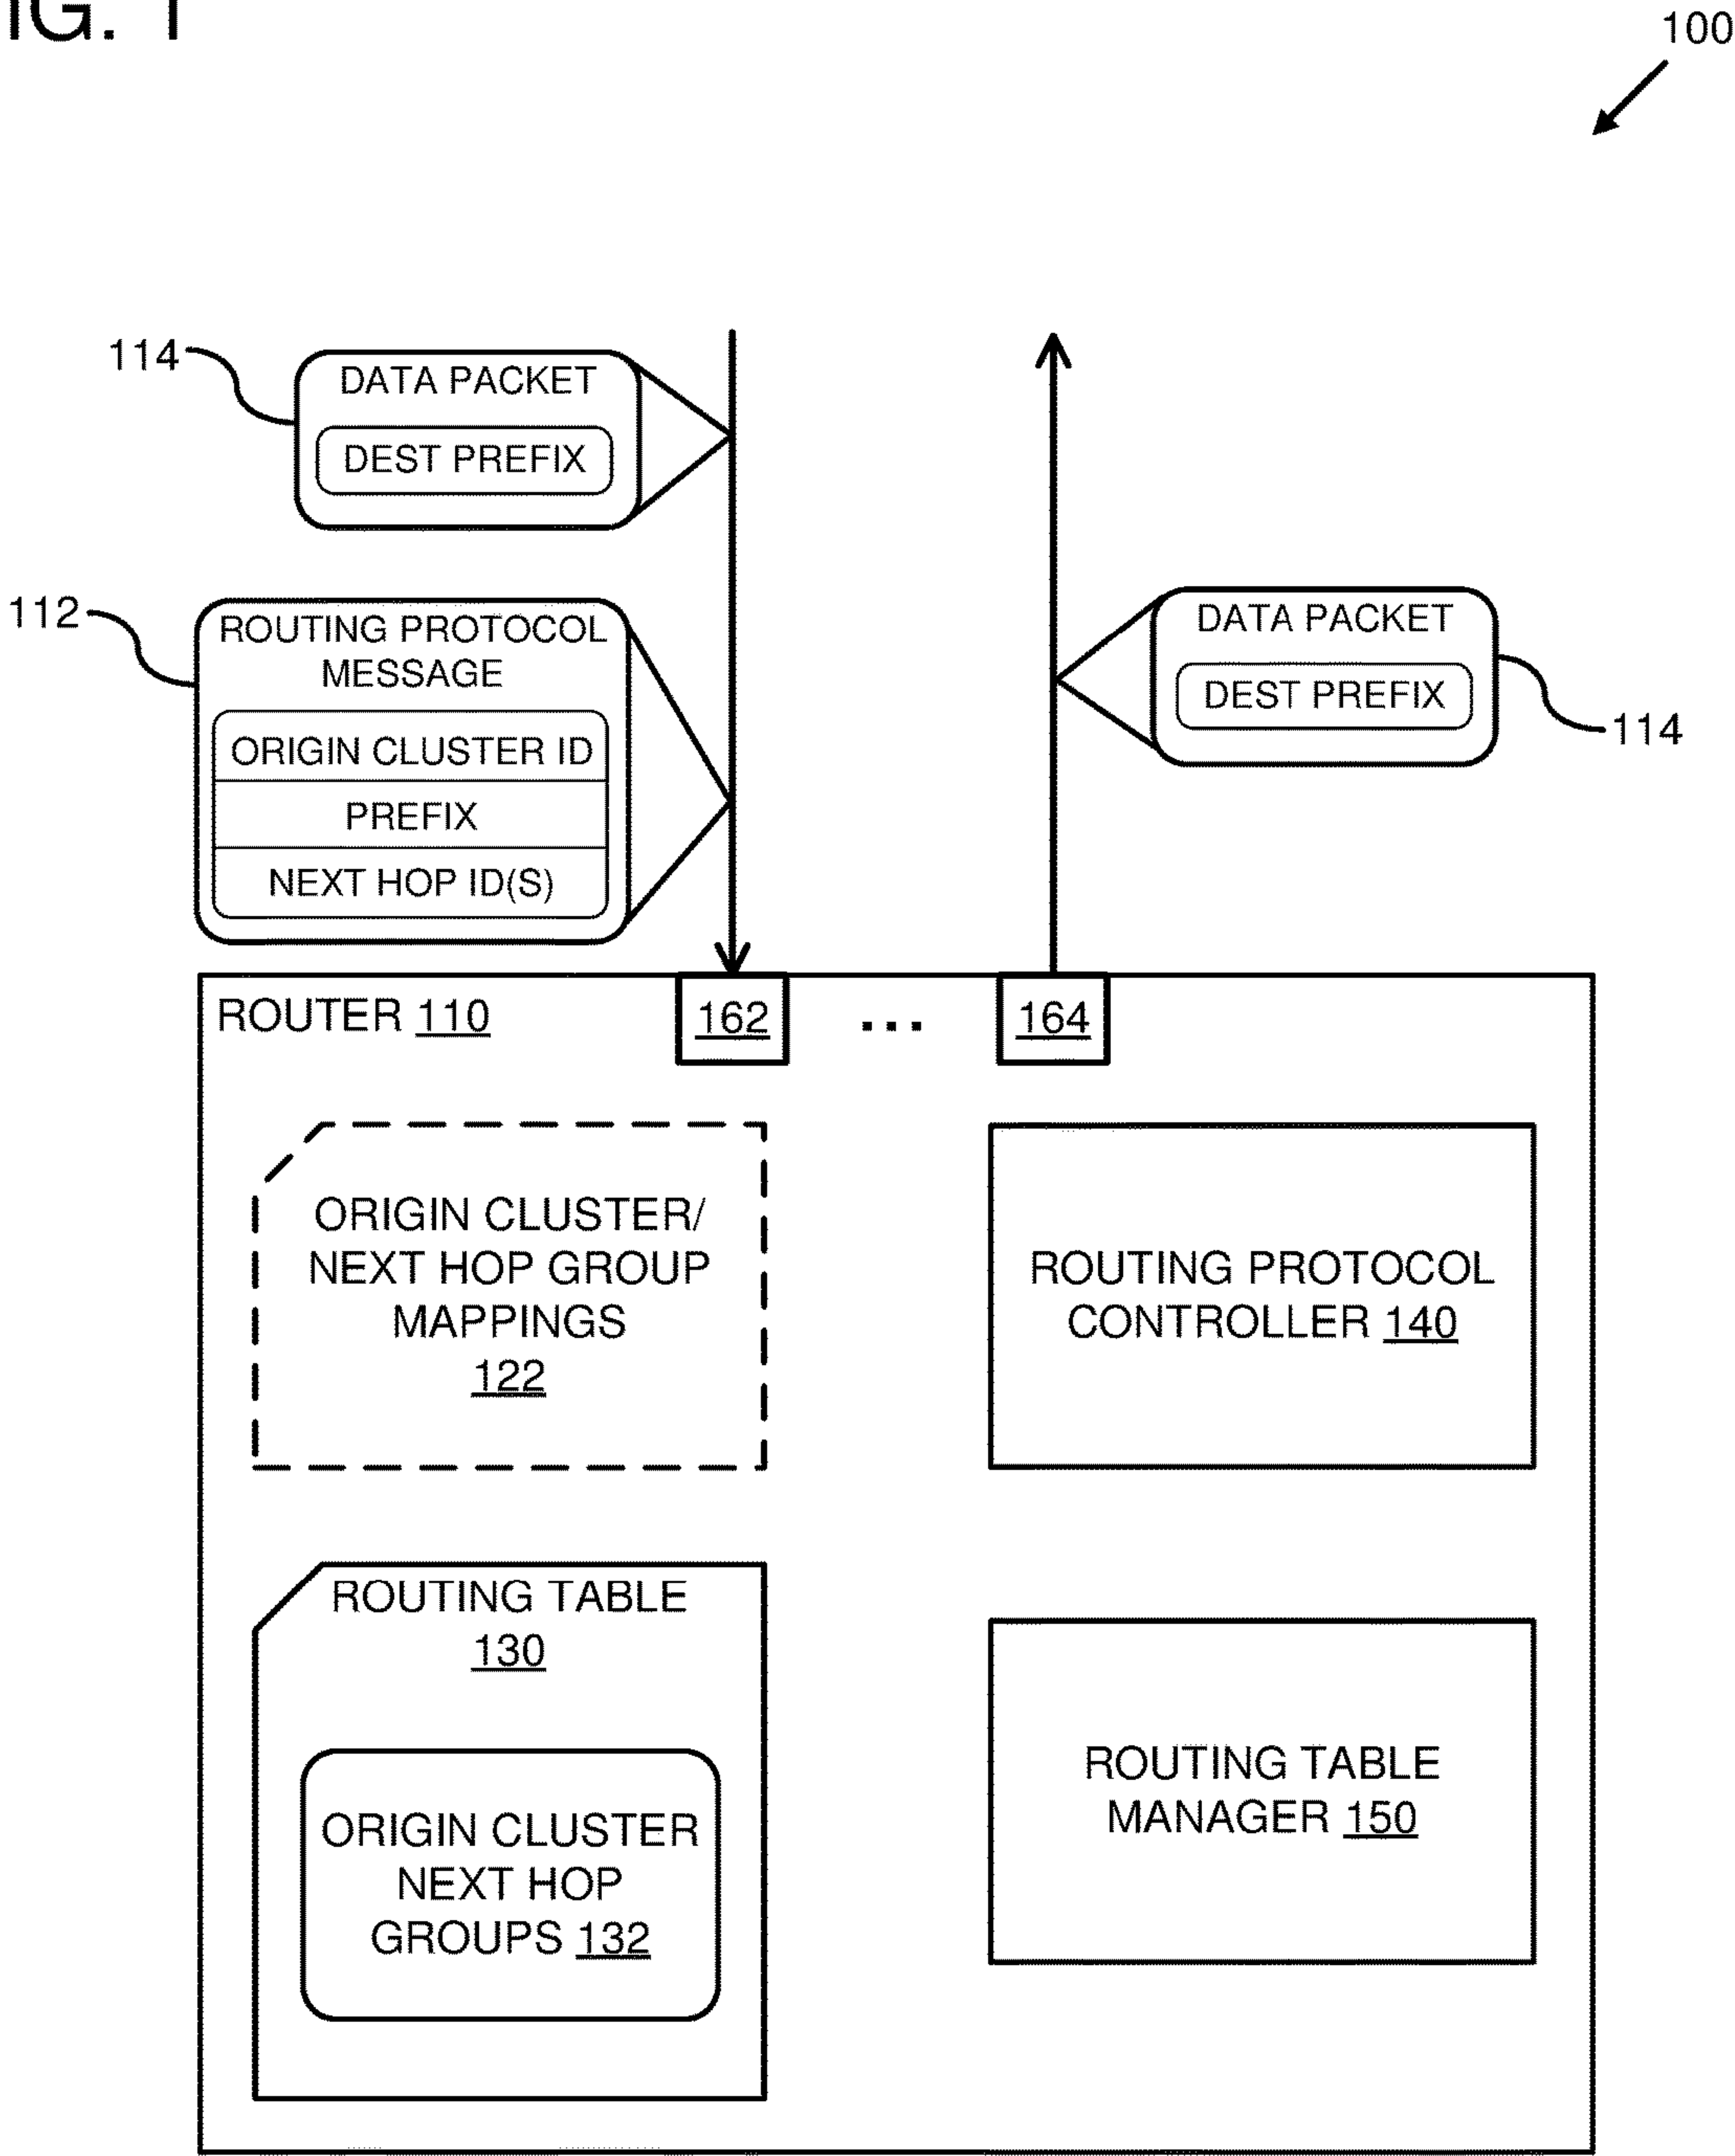 IG. 1
100
114
DATA PACKET
DEST PREFIX
112
ROUTING PROTOCOL
MESSAGE
ORIGIN CLUSTER ID
PREFIX
NEXT HOP ID(S)
DATA PACKET
DEST PREFIX
114
ROUTER 110
162
...
164
ORIGIN CLUSTER/
NEXT HOP GROUP
MAPPINGS
122
ROUTING PROTOCOL
CONTROLLER 140
ROUTING TABLE
130
ORIGIN CLUSTER
NEXT HOP
GROUPS 132
ROUTING TABLE
MANAGER 150